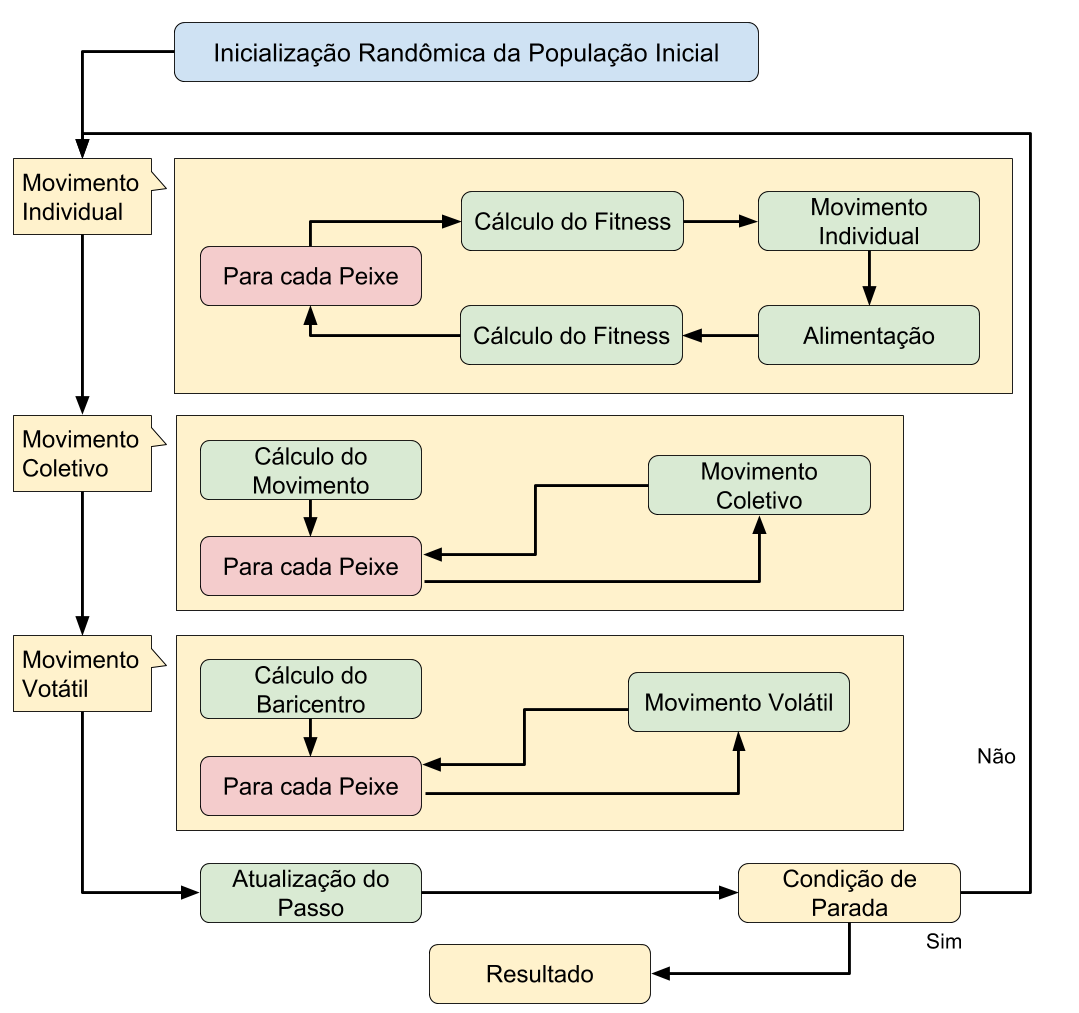 Inicialização Randômica da População Inicial
Movimento
Individual
Cálculo do Fitness
Movimento
Individual
Para cada Peixe
Cálculo do Fitness
Alimentação
Movimento
Coletivo
Cálculo do
Movimento
Movimento
Coletivo
Para cada Peixe
Movimento
Votátil
Cálculo do
Baricentro
Movimento Volátil
Para cada Peixe
Não
Atualização do
Passo
Condição de
Parada
Sim
Resultado